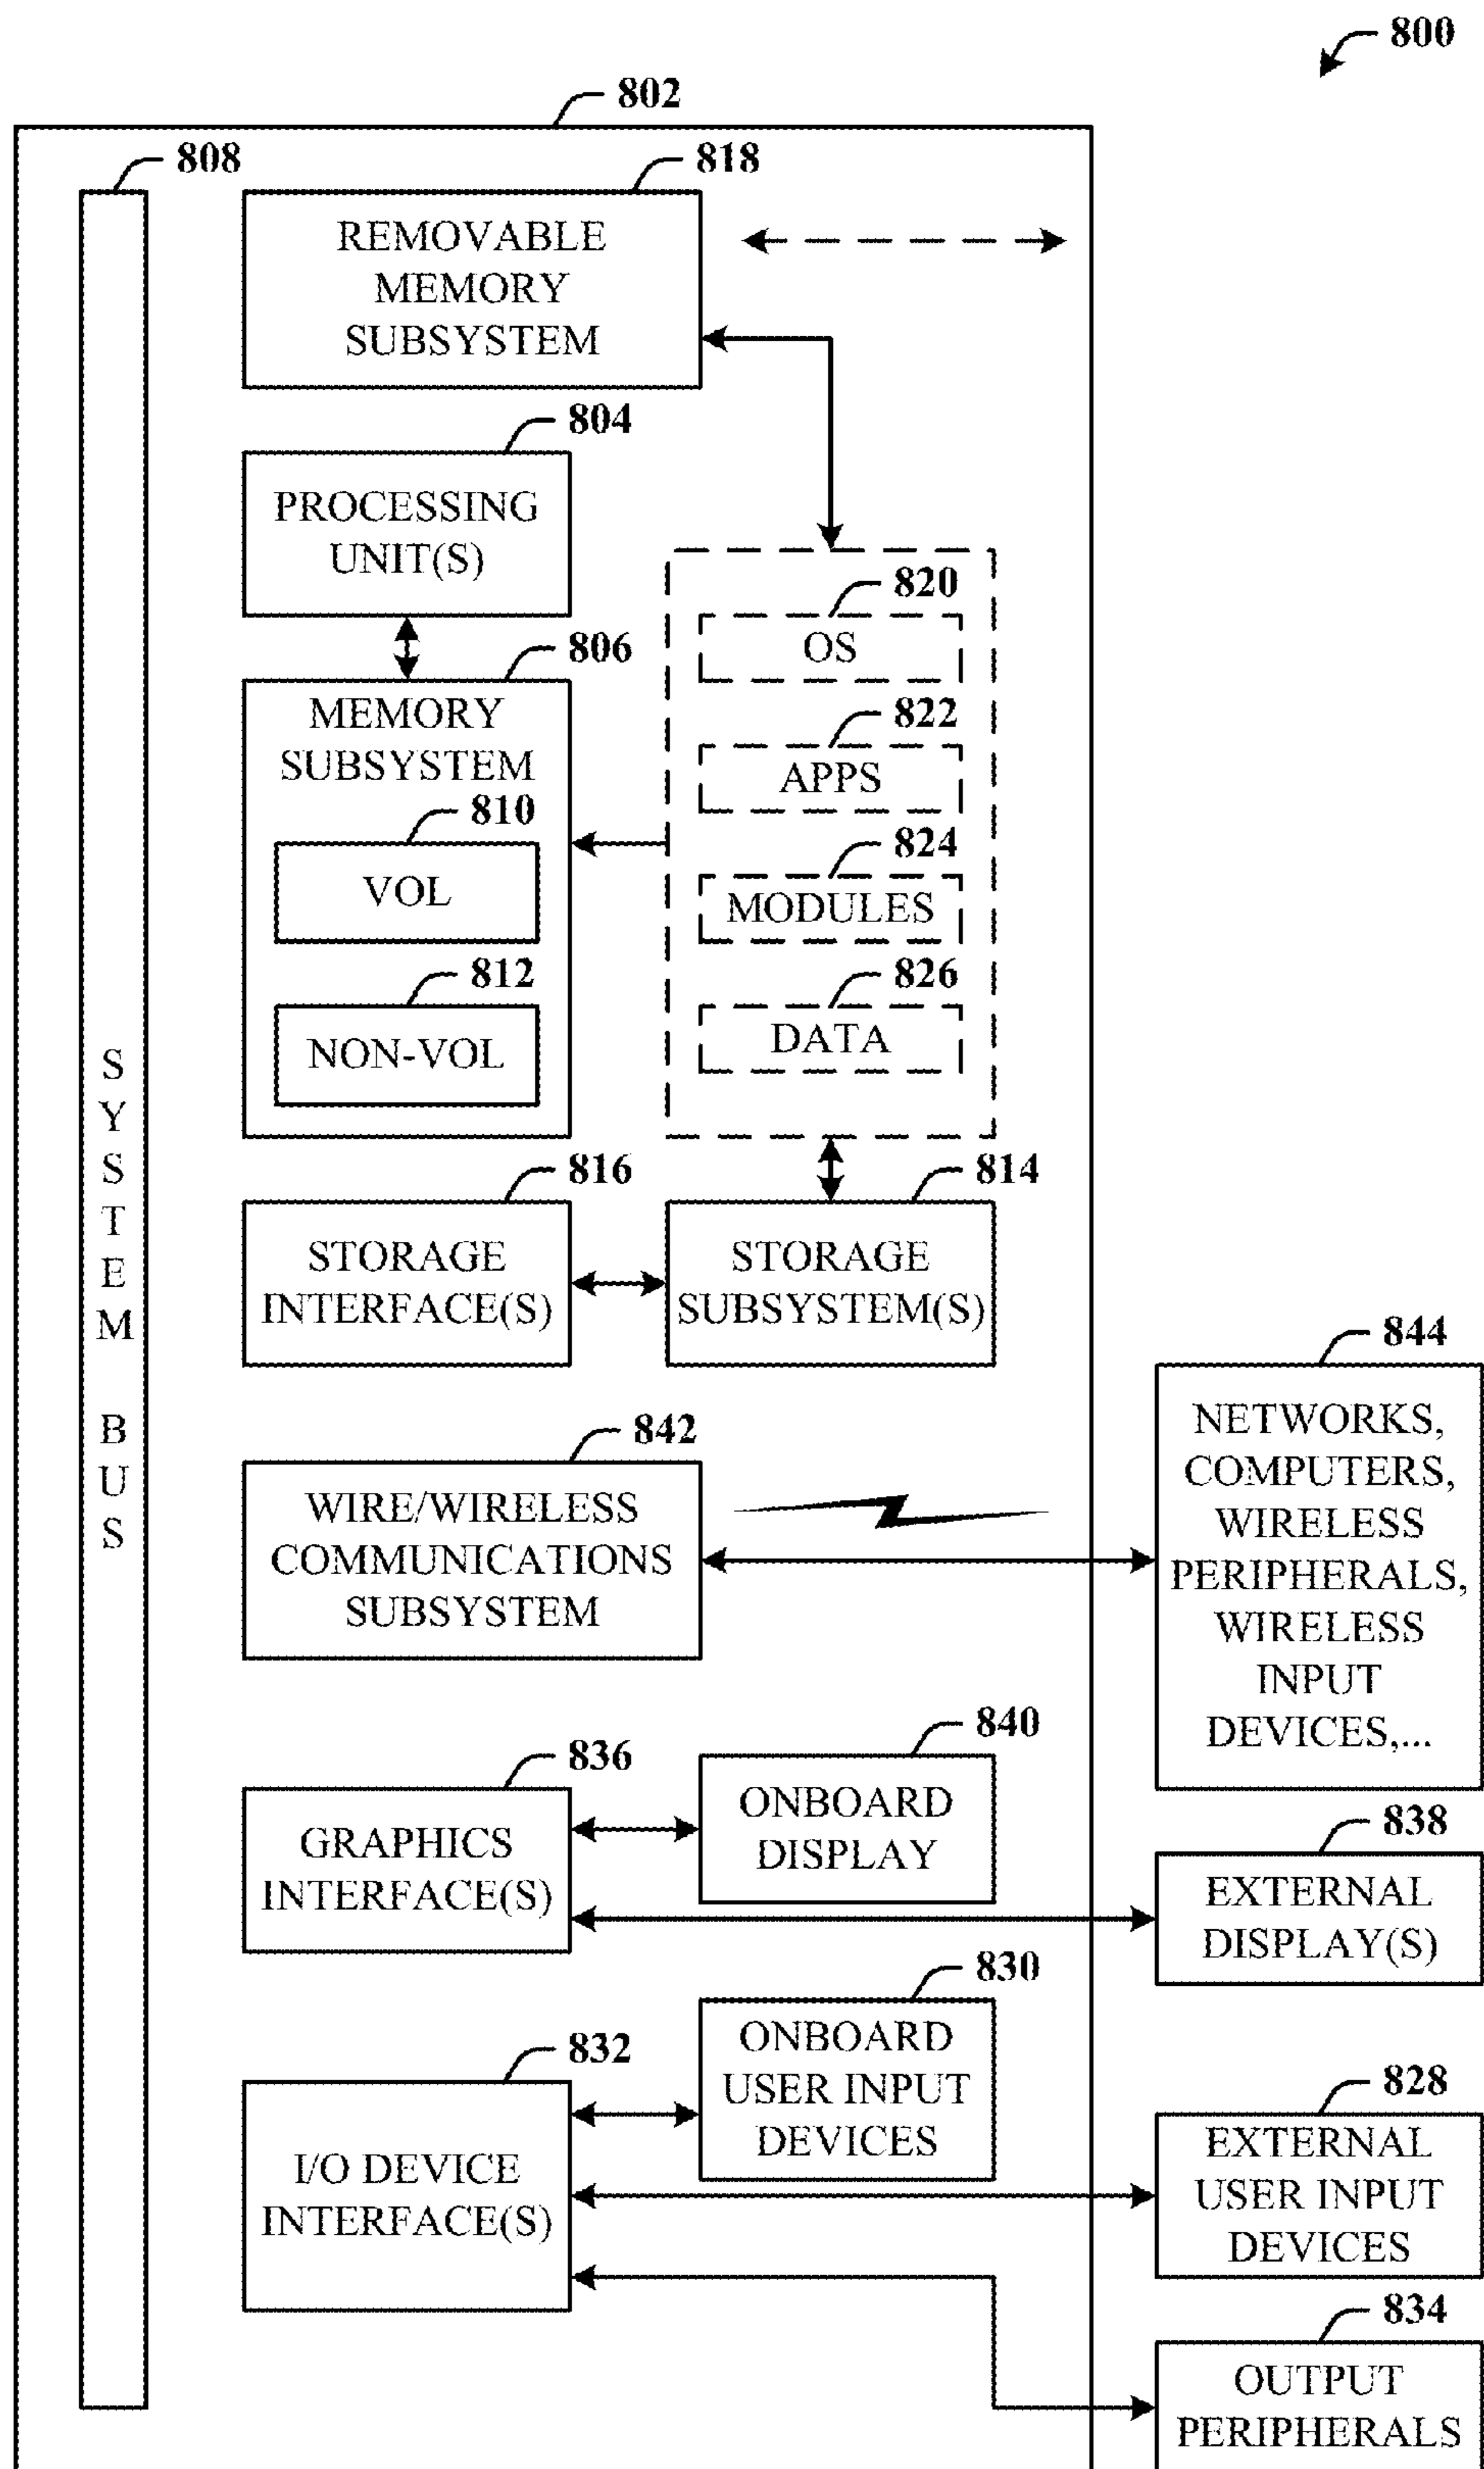 800
802
808
818
REMOVABLE
MEMORY
SUBSYSTEM
804
PROCESSING
UNIT(S)
806
MEMORY
SUBSYSTEM
810
VOL
812
NON-VOL
820
OS
822
APPS
824
MODULES
826
DATA
816
STORAGE
INTERFACE(S)
814
STORAGE
SUBSYSTEM(S)
SYSTEM BUS
842
WIRE/WIRELESS
COMMUNICATIONS
SUBSYSTEM
844
NETWORKS,
COMPUTERS,
WIRELESS
PERIPHERALS,
WIRELESS
INPUT
DEVICES,...
836
GRAPHICS
INTERFACE(S)
840
ONBOARD
DISPLAY
838
EXTERNAL
DISPLAY(S)
832
I/O DEVICE
INTERFACE(S)
830
ONBOARD
USER INPUT
DEVICES
828
EXTERNAL
USER INPUT
DEVICES
834
OUTPUT
PERIPHERALS